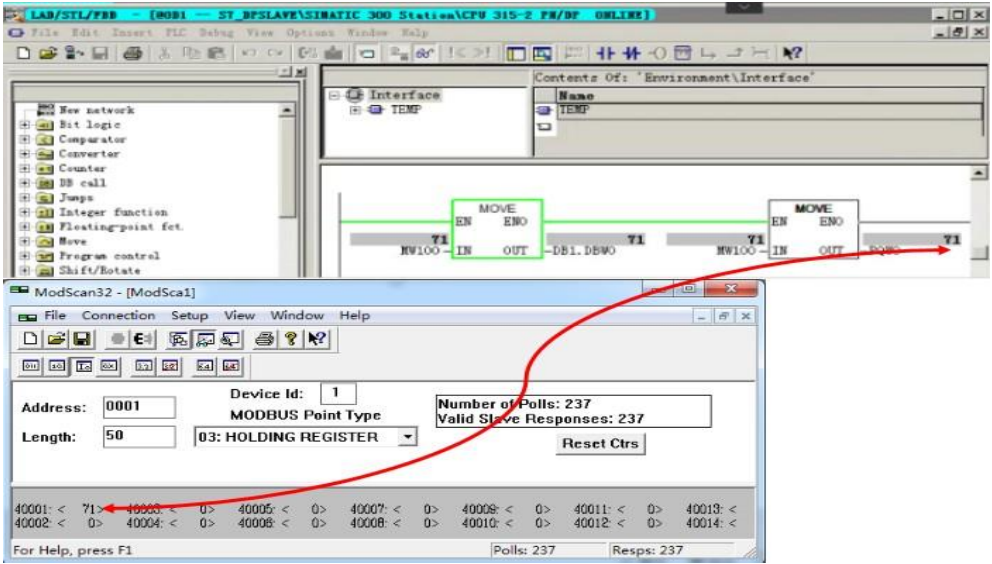 LAB/STL/FBD - [@OB1 -- ST_DPSLAVE\SIMATIC 300 Station\CPU 315-2 PN/DP ONLINE]
File Edit Insert PLC Debug View Options Window Help
New network
Bit logic
Comparator
Converter
Counter
DB call
Jumps
Integer function
Floating-point fct.
Move
Program control
Shift/Rotate
Interface
TEMP
Contents Of: 'Environment\Interface'
Name
TEMP
MOVE
EN ENO
71 71
MW100 IN OUT DB1.DBW0
MOVE
EN ENO
71 71
MW100 IN OUT
ModScan32 - [ModSca1]
File Connection Setup View Window Help
Address: 0001
Length: 50
Device Id: 1
MODBUS Point Type
03: HOLDING REGISTER
Number of Polls: 237
Valid Slave Responses: 237
Reset Ctrs
40001: < 71> 40003: < 0> 40005: < 0> 40007: < 0> 40009: < 0> 40011: < 0> 40013: <
40002: < 0> 40004: < 0> 40006: < 0> 40008: < 0> 40010: < 0> 40012: < 0> 40014: <
For Help, press F1
Polls: 237
Resps: 237